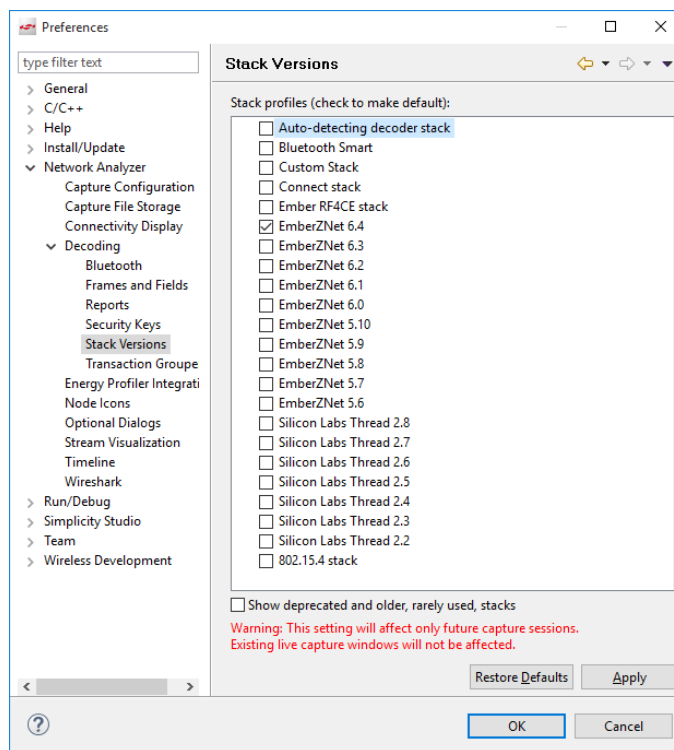 Preferences
type filter text
General
C/C++
Help
Install/Update
Network Analyzer
Capture Configuration
Capture File Storage
Connectivity Display
Decoding
Bluetooth
Frames and Fields
Reports
Security Keys
Stack Versions
Transaction Groupe
Energy Profiler Integrati
Node Icons
Optional Dialogs
Stream Visualization
Timeline
Wireshark
Run/Debug
Simplicity Studio
Team
Wireless Development
Stack Versions
Stack profiles (check to make default):
Auto-detecting decoder stack
Bluetooth Smart
Custom Stack
Connect stack
Ember RF4CE stack
EmberZNet 6.4
EmberZNet 6.3
EmberZNet 6.2
EmberZNet 6.1
EmberZNet 6.0
EmberZNet 5.10
EmberZNet 5.9
EmberZNet 5.8
EmberZNet 5.7
EmberZNet 5.6
Silicon Labs Thread 2.8
Silicon Labs Thread 2.7
Silicon Labs Thread 2.6
Silicon Labs Thread 2.5
Silicon Labs Thread 2.4
Silicon Labs Thread 2.3
Silicon Labs Thread 2.2
802.15.4 stack
Show deprecated and older, rarely used, stacks
Warning: This setting will affect only future capture sessions.
Existing live capture windows will not be affected.
Restore Defaults
Apply
OK
Cancel